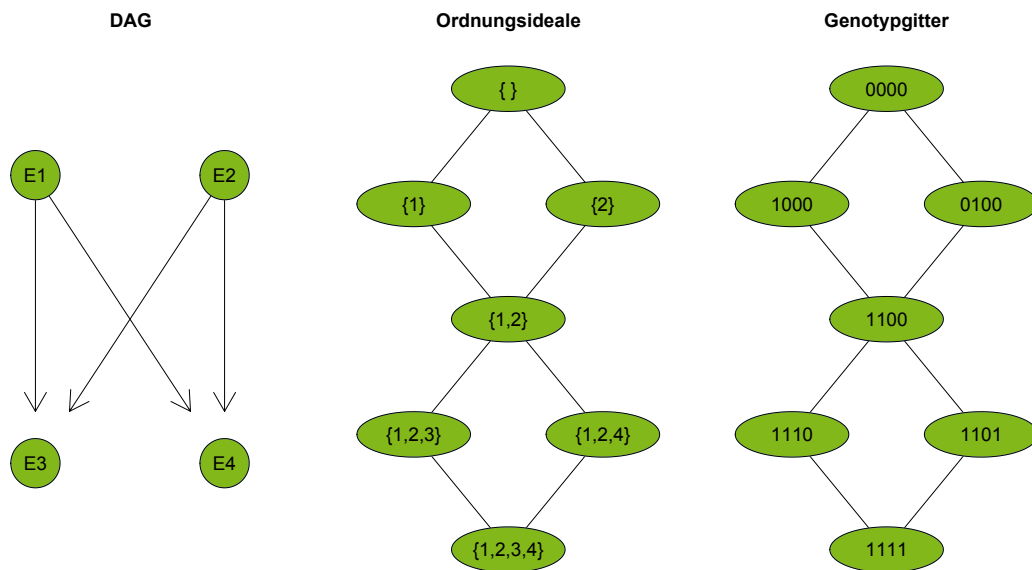 DAG
Ordnungsideale
Genotypgitter
E1
E2
E3
E4
{ }
{1}
{2}
{1,2}
{1,2,3}
{1,2,4}
{1,2,3,4}
0000
1000
0100
1100
1110
1101
1111